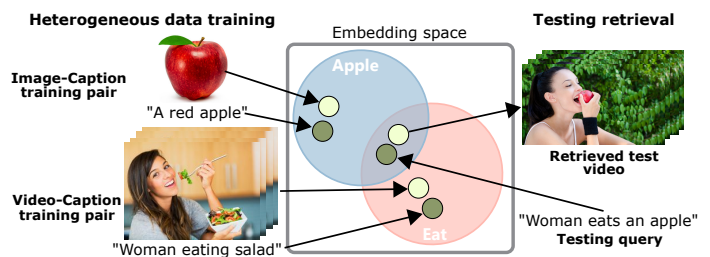 Heterogeneous data training
Testing retrieval
Embedding space
Apple
Image-Caption
training pair
"A red apple"
Retrieved test
video
Video-Caption
training pair
"Woman eats an apple"
Testing query
Eat
"Woman eating salad"